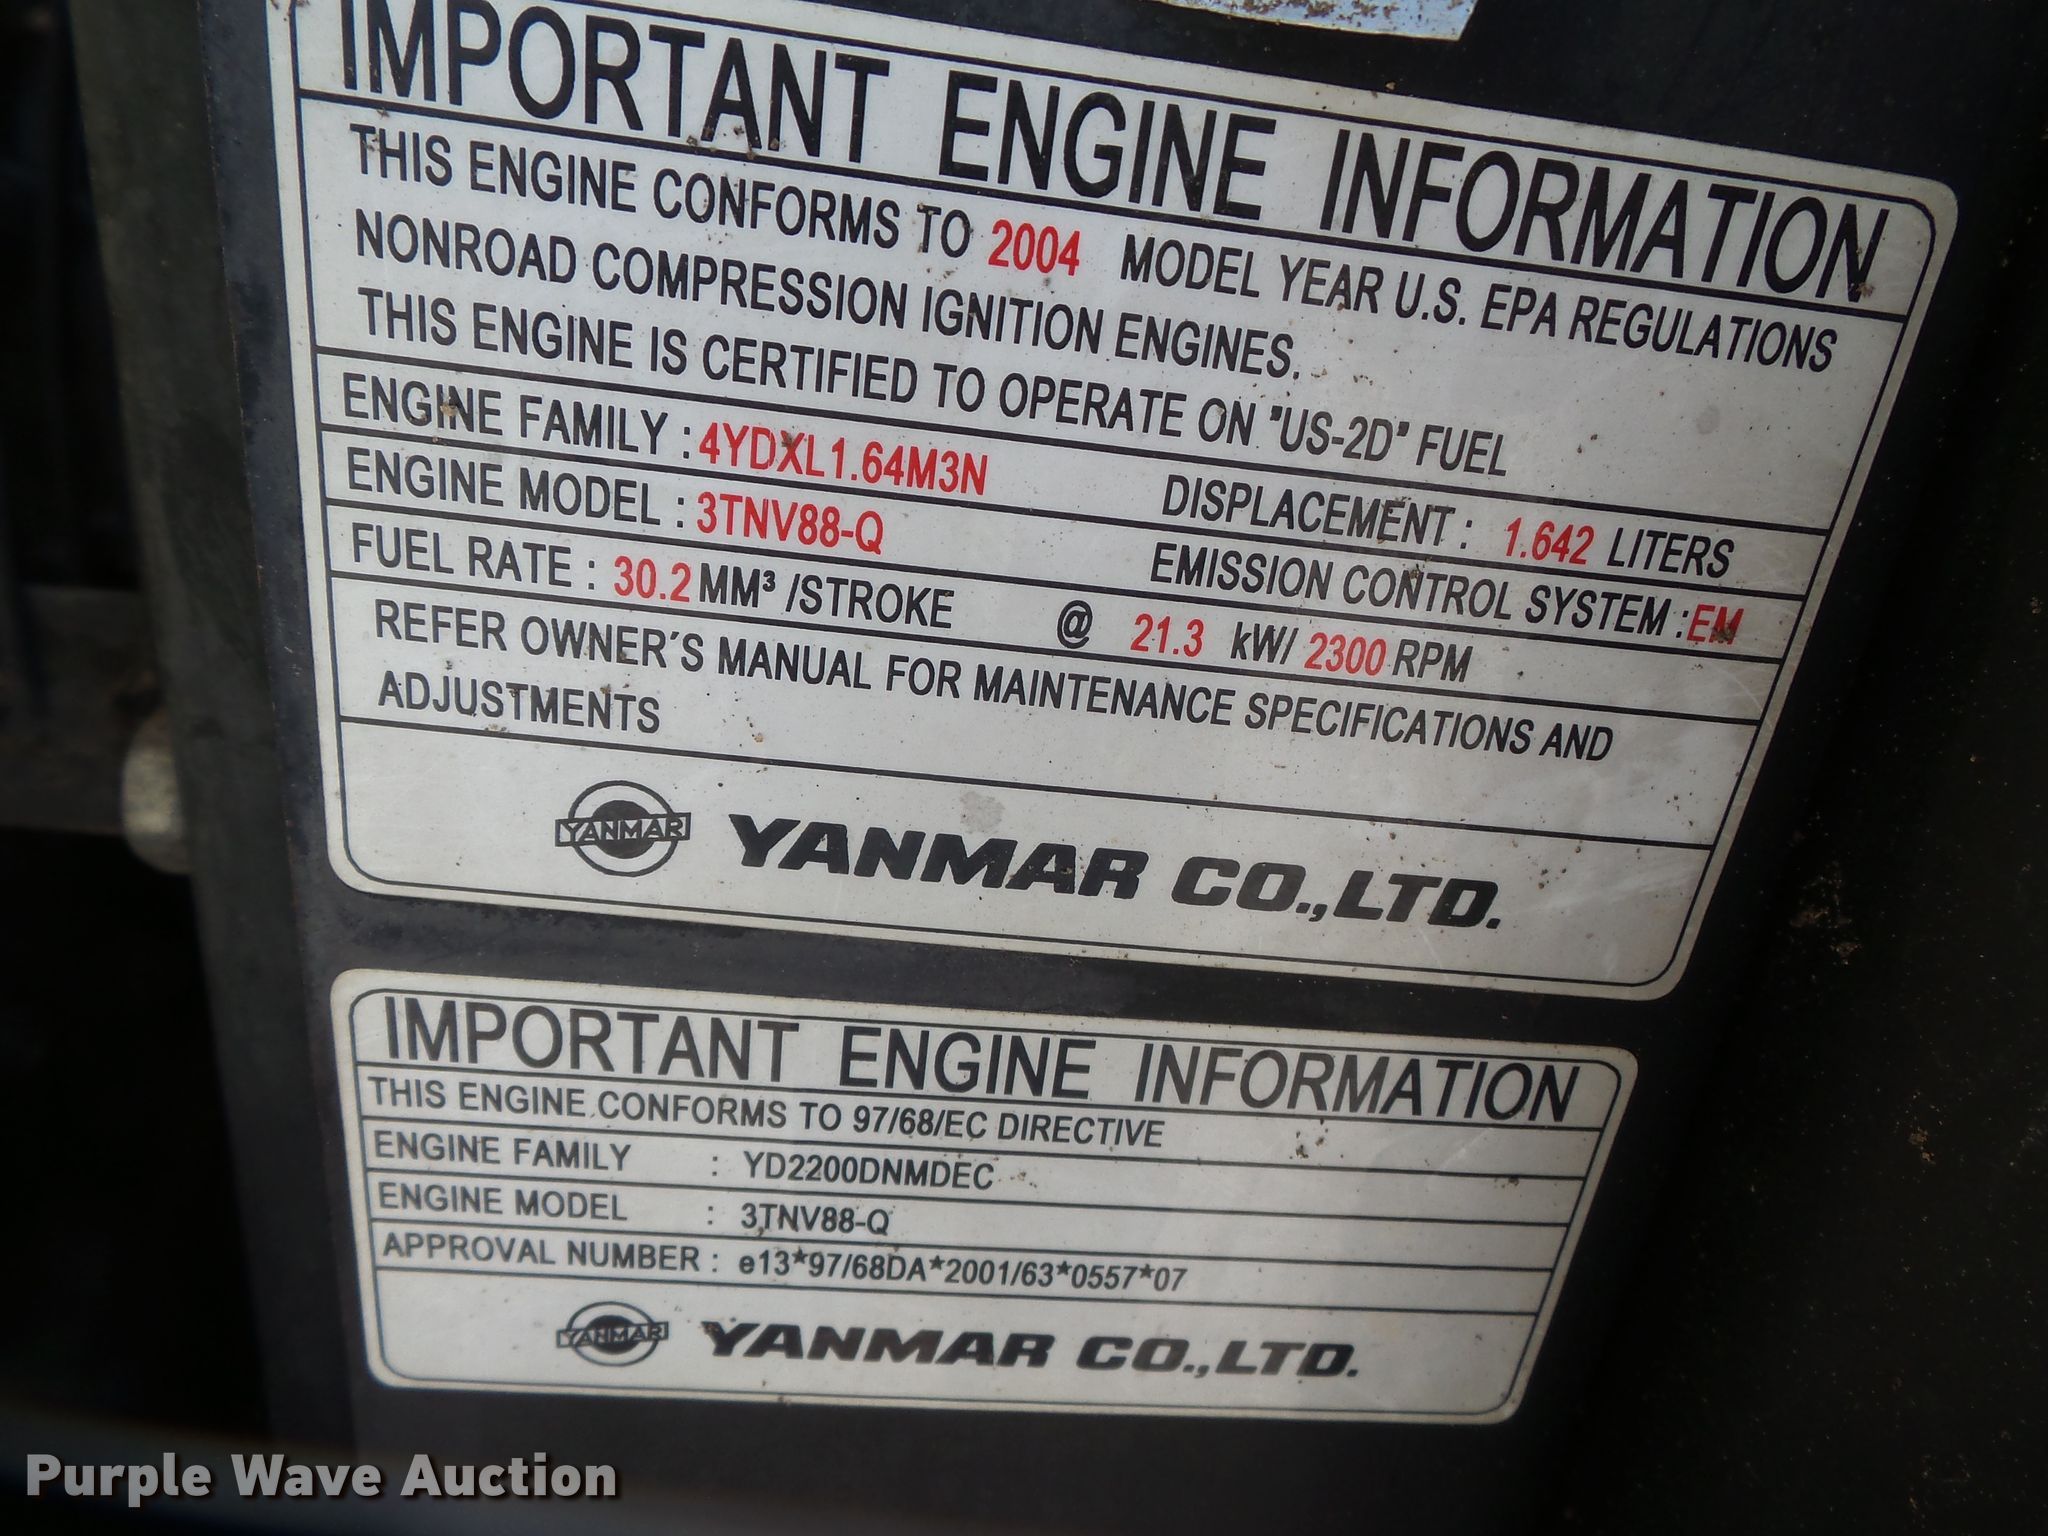 IMPORTANT ENGINE INFORMATION
THIS ENGINE CONFORMS TO 2004 MODEL YEAR U.S. EPA REGULATIONS
NONROAD COMPRESSION IGNITION ENGINES.
THIS ENGINE IS CERTIFIED TO OPERATE ON "US-2D" FUEL
ENGINE FAMILY : 4YDXL1.64M3N DISPLACEMENT : 1.642 LITERS
ENGINE MODEL : 3TNV88-Q EMISSION CONTROL SYSTEM : EM
FUEL RATE : 30.2 MM³ /STROKE @ 21.3 kW/ 2300 RPM
REFER OWNER'S MANUAL FOR MAINTENANCE SPECIFICATIONS AND
ADJUSTMENTS
YANMAR YANMAR CO.,LTD.
IMPORTANT ENGINE INFORMATION
THIS ENGINE CONFORMS TO 97/68/EC DIRECTIVE
ENGINE FAMILY : YD2200DNMDEC
ENGINE MODEL : 3TNV88-Q
APPROVAL NUMBER : e13*97/68DA*2001/63*0557*07
YANMAR YANMAR CO.,LTD.
Purple Wave Auction